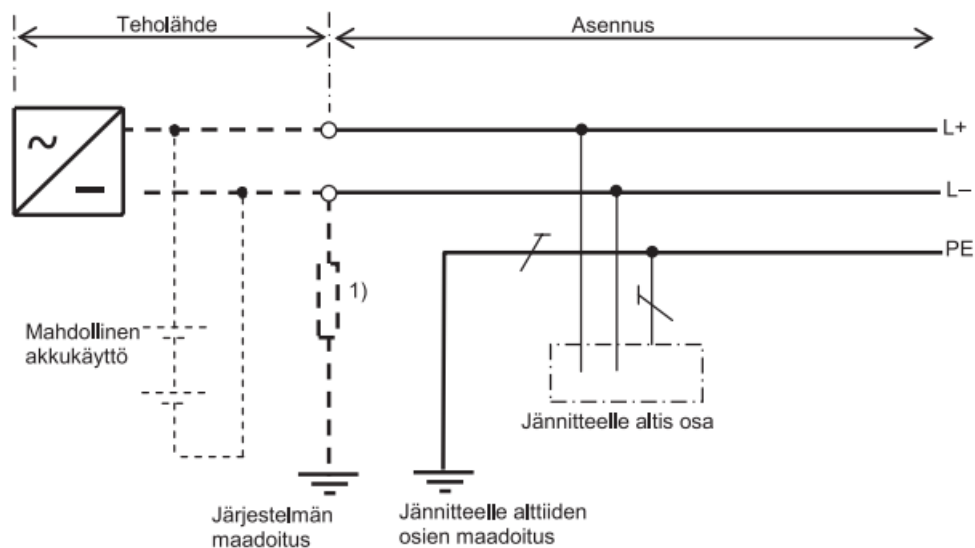 Teholähde
Asennus
L+
L–
PE
1)
Mahdollinen
akkukäyttö
Jännitteelle altis osa
Järjestelmän
maadoitus
Jännitteelle alttiiden
osien maadoitus